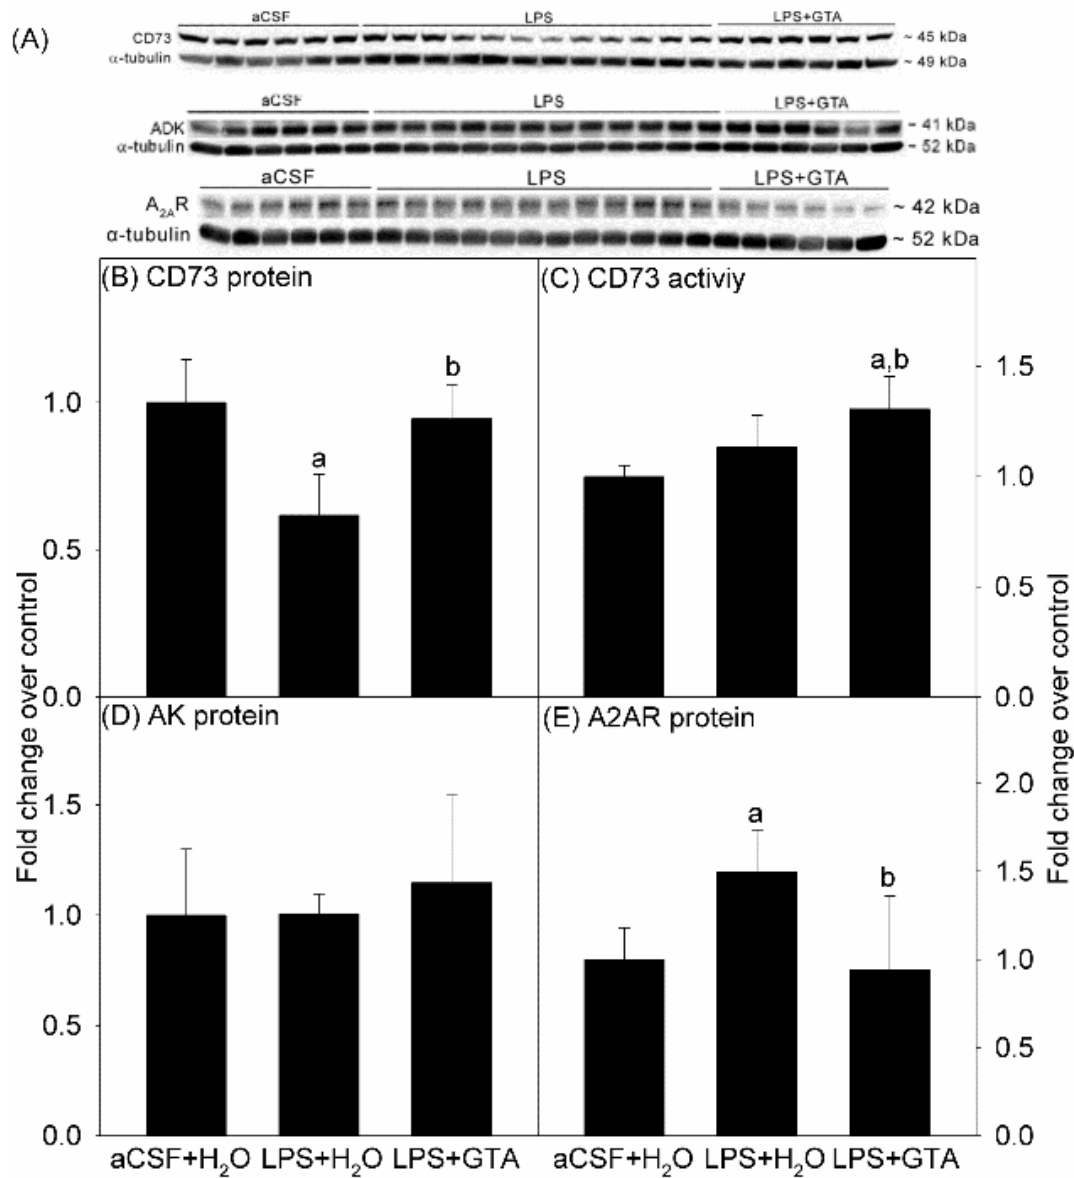 (A)
aCSF LPS LPS+GTA
CD73 ~ 45 kDa
α-tubulin ~ 49 kDa
aCSF LPS LPS+GTA
ADK ~ 41 kDa
α-tubulin ~ 52 kDa
aCSF LPS LPS+GTA
A2AR ~ 42 kDa
α-tubulin ~ 52 kDa
(B) CD73 protein
1.0
0.5
0.0
a
b
(C) CD73 activiy
a,b
1.5
1.0
0.5
0.0
Fold change over control
Fold change over control
(D) AK protein
1.5
1.0
0.5
0.0
(E) A2AR protein
a
b
2.0
1.5
1.0
0.5
0.0
aCSF+H2O LPS+H2O LPS+GTA
aCSF+H2O LPS+H2O LPS+GTA